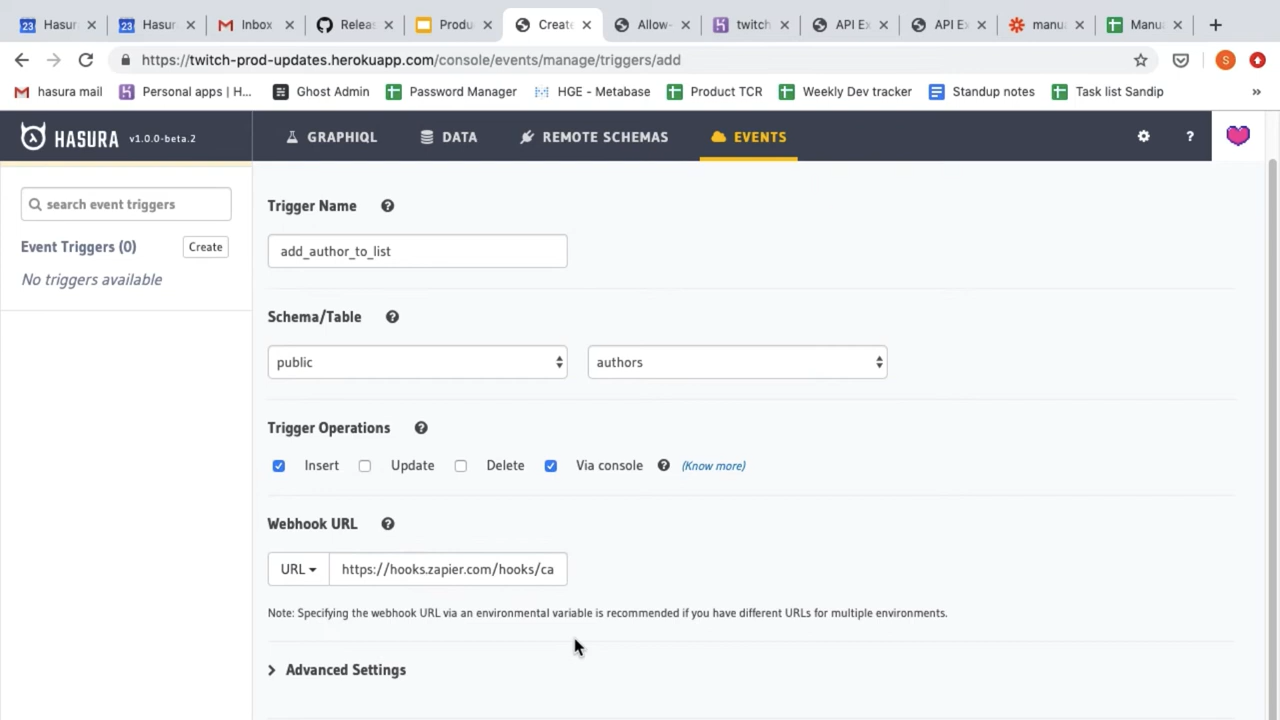 Hasur
Hasur
Inbox
Releas
Produ
Create
Allow-
twitch
API Ex
API Ex
manua
Manua
https://twitch-prod-updates.herokuapp.com/console/events/manage/triggers/add
S
hasura mail
Personal apps | H...
Ghost Admin
Password Manager
HGE - Metabase
Product TCR
Weekly Dev tracker
Standup notes
Task list Sandip
»
HASURA v1.0.0-beta.2
GRAPHIQL
DATA
REMOTE SCHEMAS
EVENTS
?
search event triggers
Event Triggers (0)
Create
No triggers available
Trigger Name
add_author_to_list
Schema/Table
public
authors
Trigger Operations
Insert
Update
Delete
Via console
(Know more)
Webhook URL
URL
https://hooks.zapier.com/hooks/ca
Note: Specifying the webhook URL via an environmental variable is recommended if you have different URLs for multiple environments.
Advanced Settings